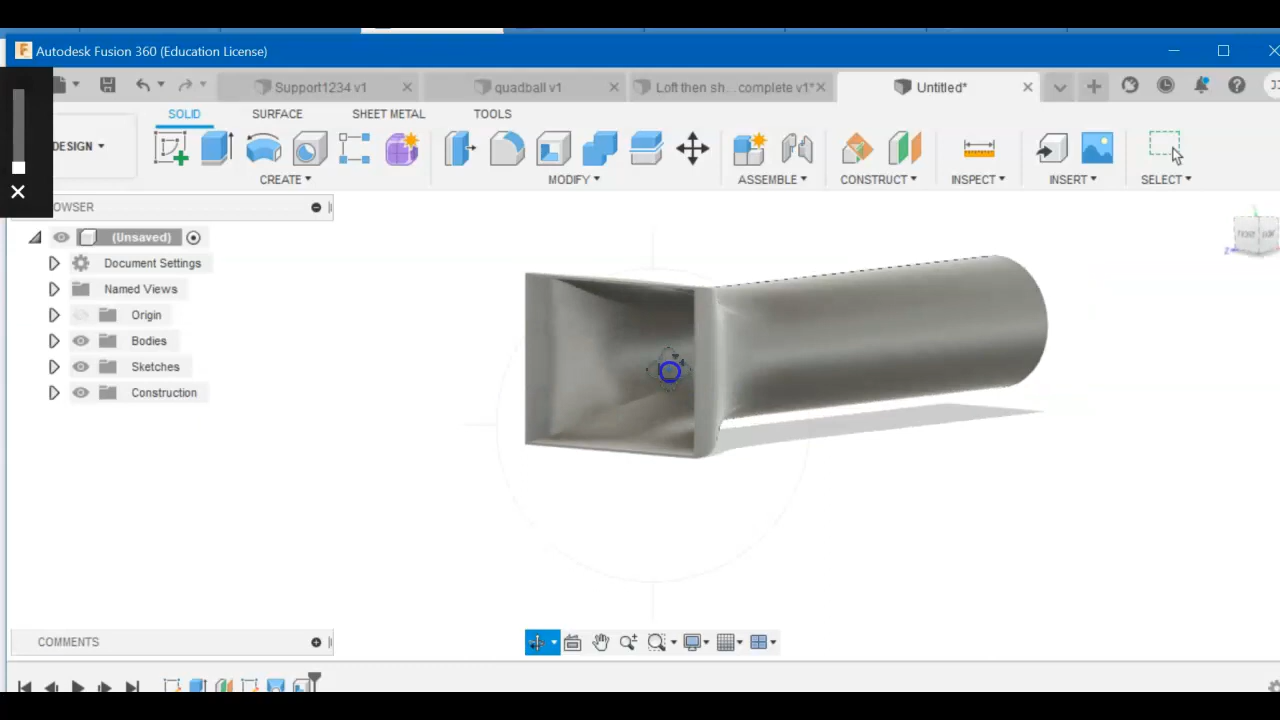 Autodesk Fusion 360 (Education License)
Support1234 v1
quadball v1
Loft then sh... complete v1*
Untitled*
SOLID SURFACE SHEET METAL TOOLS
DESIGN
CREATE MODIFY ASSEMBLE CONSTRUCT INSPECT INSERT SELECT
OWSER
(Unsaved)
Document Settings
Named Views
Origin
Bodies
Sketches
Construction
COMMENTS